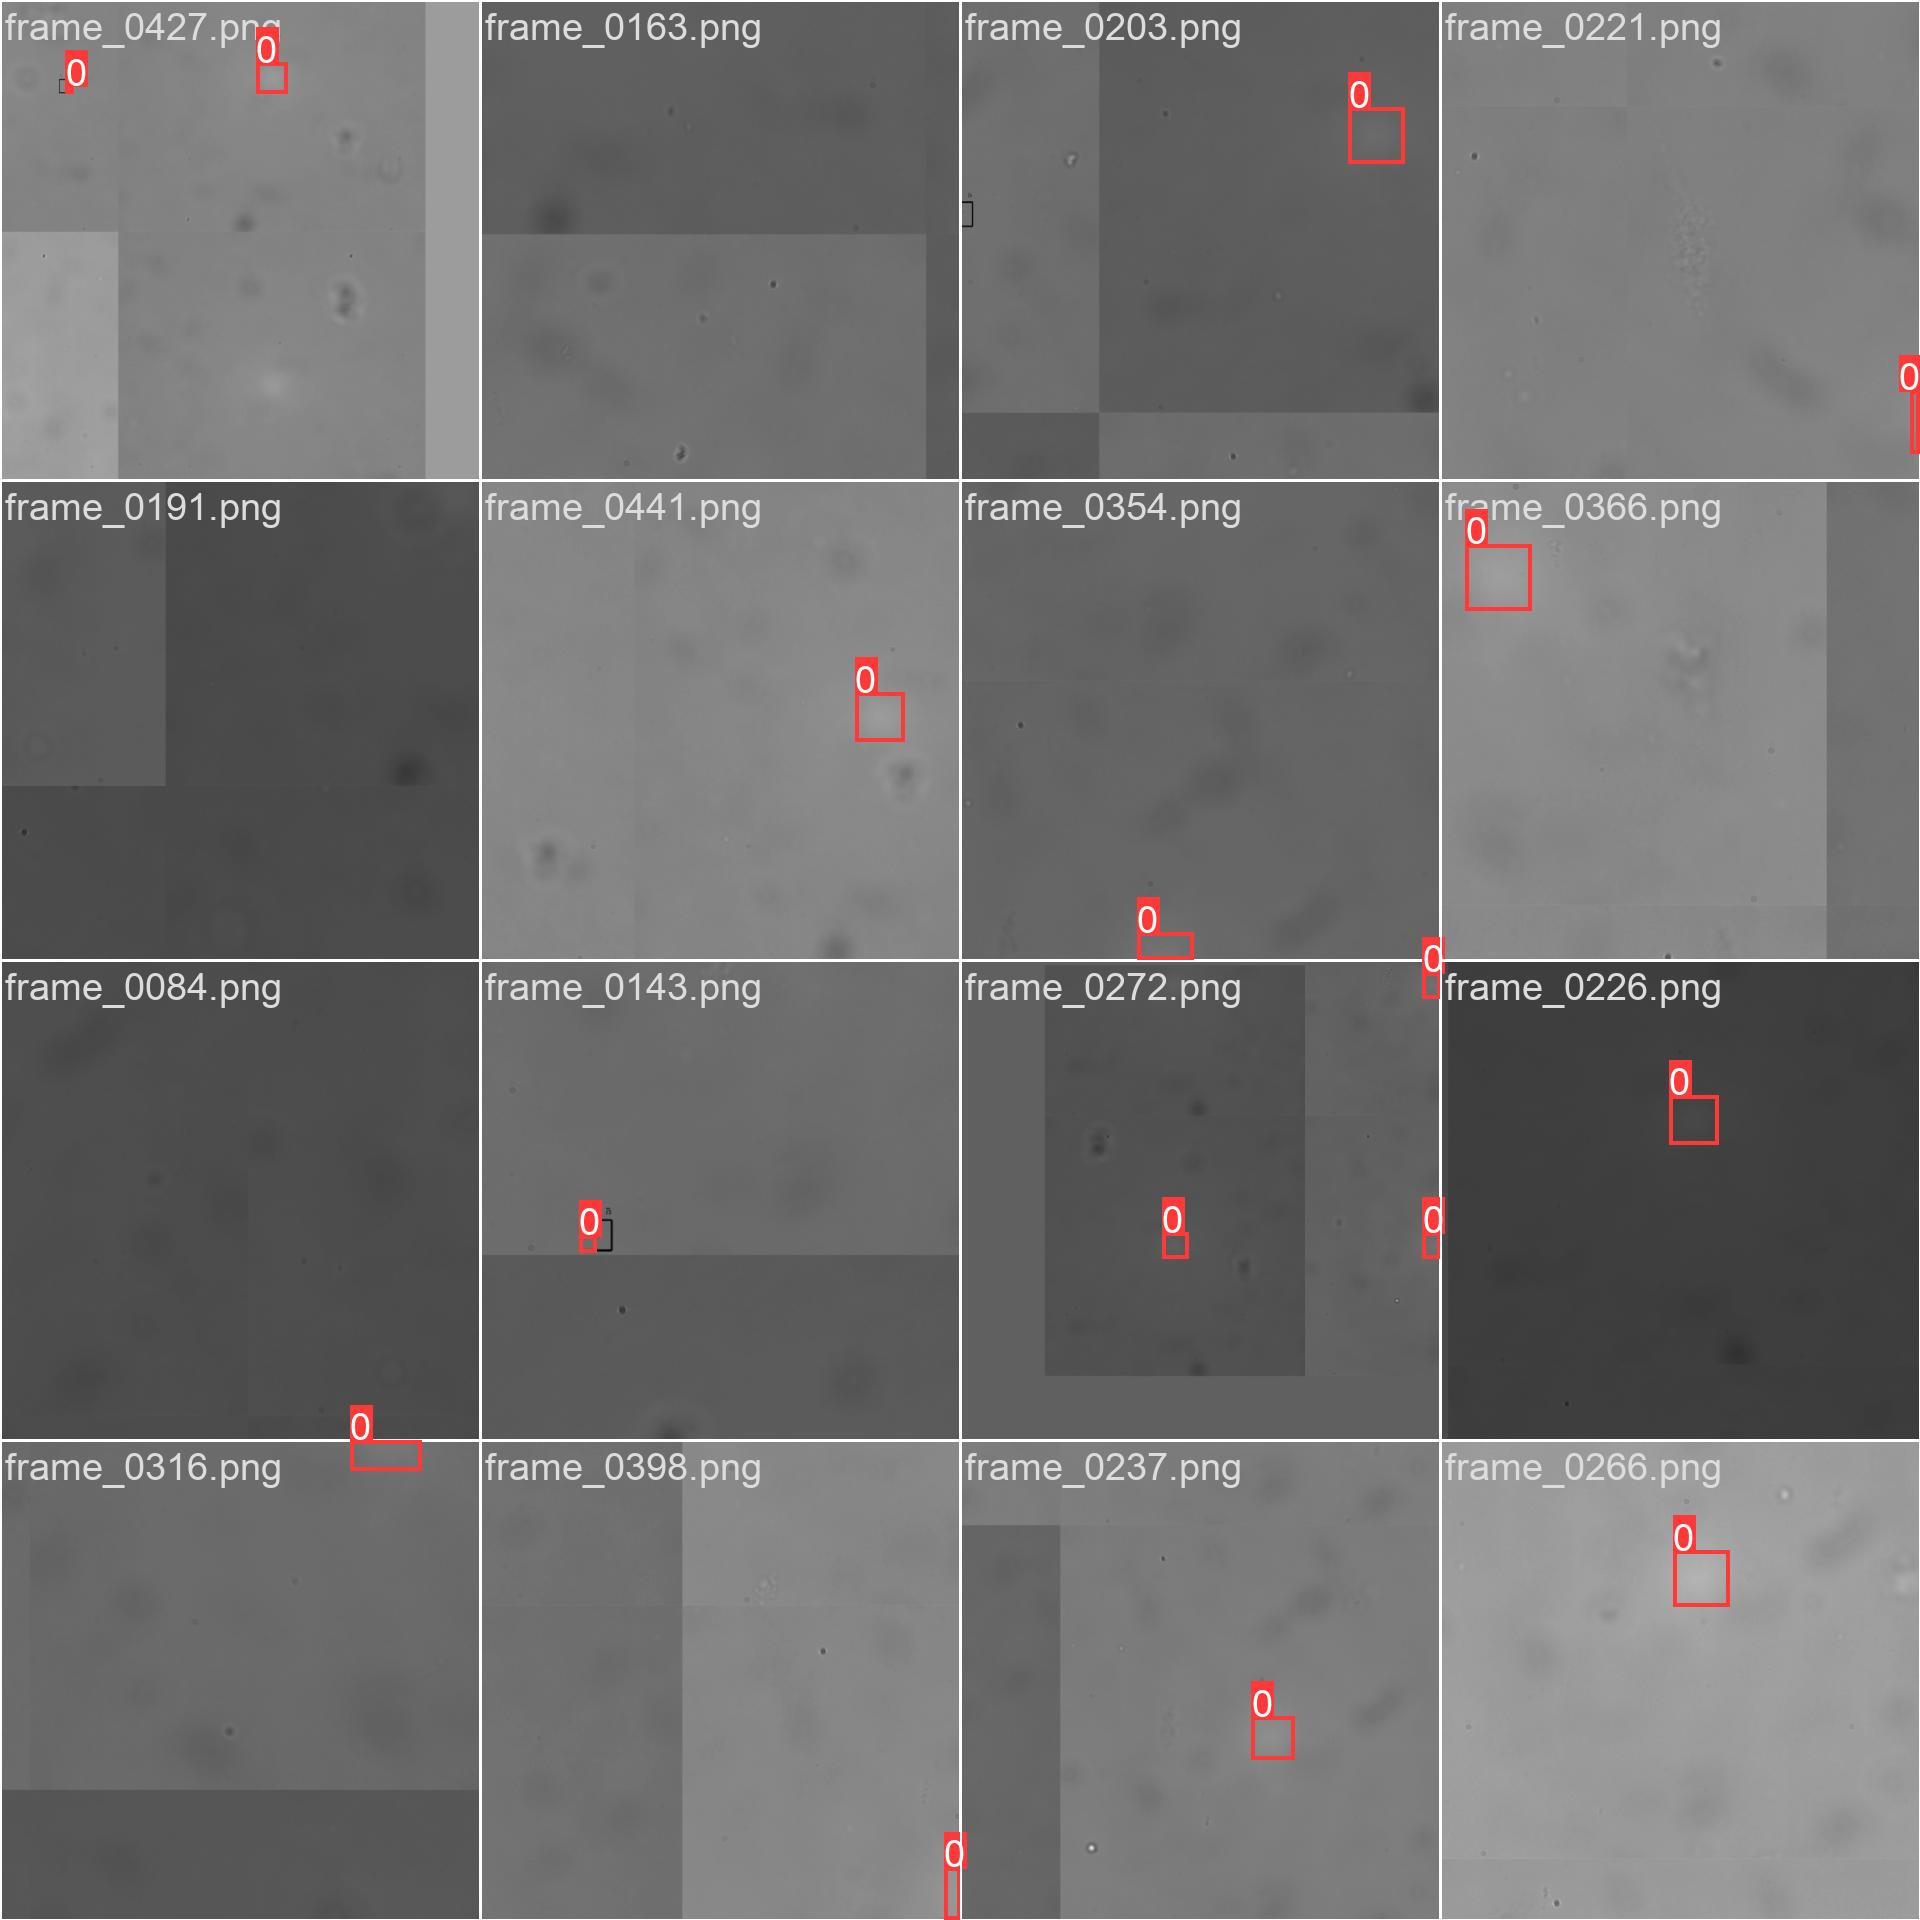 frame_0427.png frame_0163.png frame_0203.png frame_0221.png
0 0 0 0
frame_0191.png frame_0441.png frame_0354.png frame_0366.png
0 0 0
frame_0084.png frame_0143.png frame_0272.png frame_0226.png
0 0 0 0 0 0
frame_0316.png frame_0398.png frame_0237.png frame_0266.png
0 0 0 0